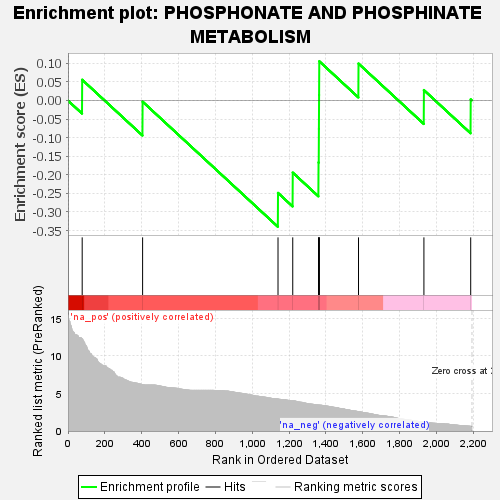 Enrichment plot: PHOSPHONATE AND PHOSPHINATE
METABOLISM
Enrichment score (ES)
0.10
0.05
0.00
-0.05
-0.10
-0.15
-0.20
-0.25
-0.30
-0.35
'na_pos' (positively correlated)
Ranked list metric (PreRanked)
15
10
5
0
Zero cross at
'na_neg' (negatively correlated)
0 200 400 600 800 1,000 1,200 1,400 1,600 1,800 2,000 2,200
Rank in Ordered Dataset
Enrichment profile Hits Ranking metric scores